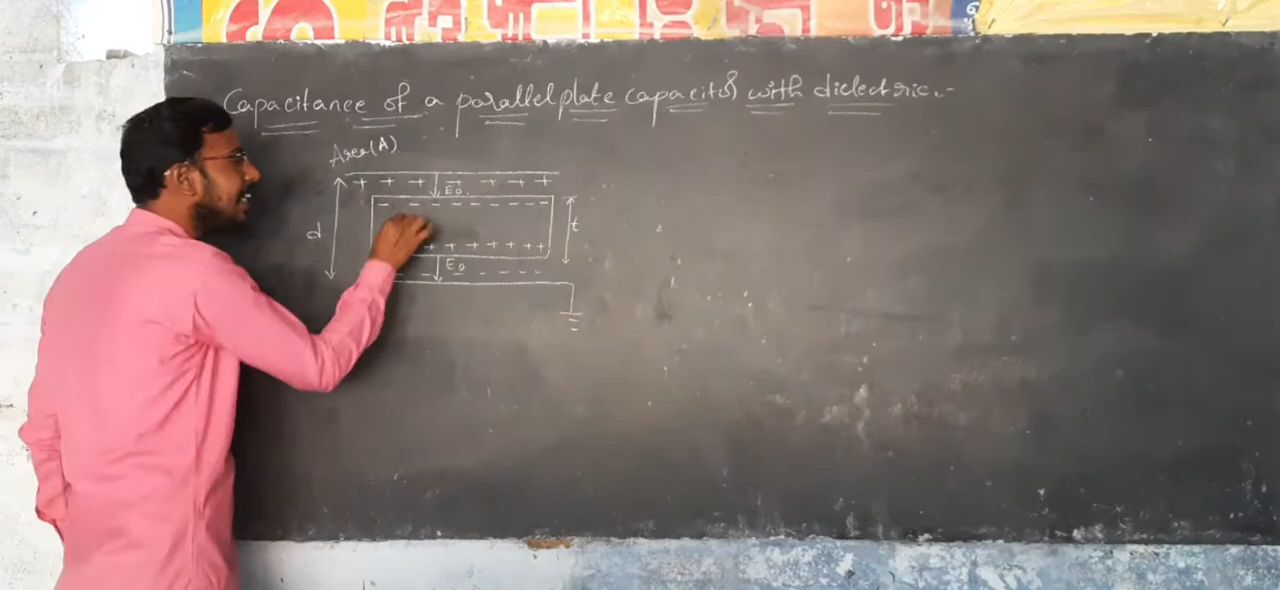 Capacitance of a parallel plate capacitor with dielectric :-
Area (A)
+ + + + + + +
E₀
- - - - - - - - -
d
t
+ + + + + + +
E₀
- - - - - -